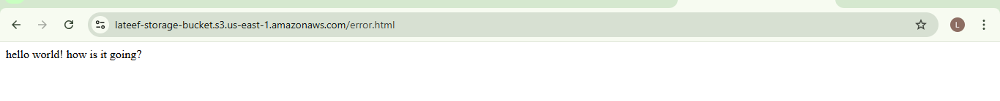 lateef-storage-bucket.s3.us-east-1.amazonaws.com/error.html
L
hello world! how is it going?